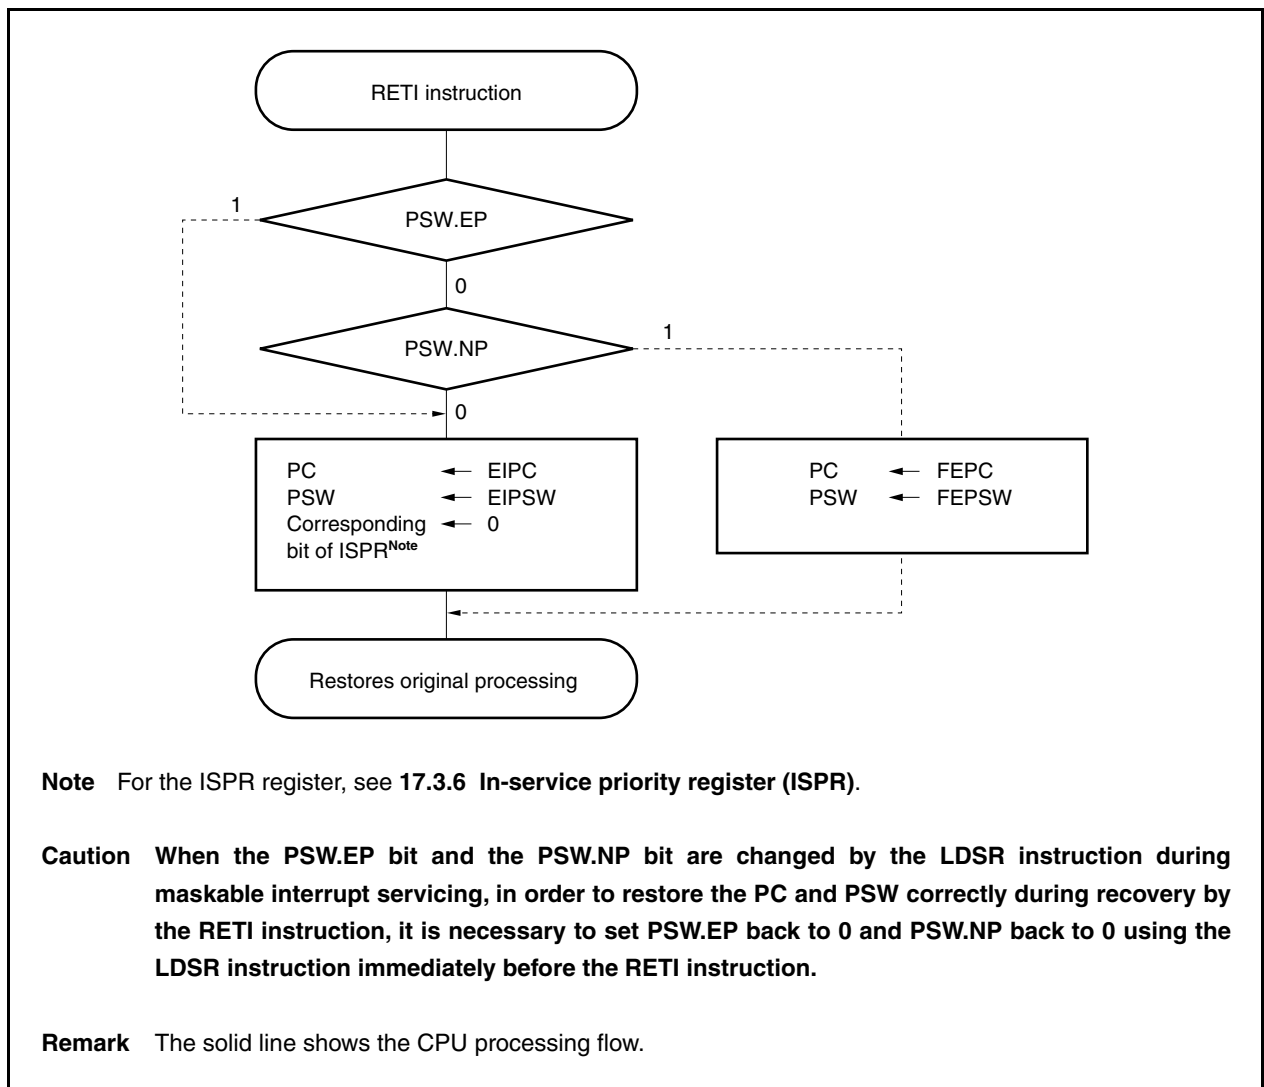 RETI instruction
1
PSW.EP
0
PSW.NP
1
0
PC ← EIPC
PSW ← EIPSW
Corresponding ← 0
bit of ISPRNote
PC ← FEPC
PSW ← FEPSW
Restores original processing
Note For the ISPR register, see 17.3.6 In-service priority register (ISPR).
Caution When the PSW.EP bit and the PSW.NP bit are changed by the LDSR instruction during
maskable interrupt servicing, in order to restore the PC and PSW correctly during recovery by
the RETI instruction, it is necessary to set PSW.EP back to 0 and PSW.NP back to 0 using the
LDSR instruction immediately before the RETI instruction.
Remark The solid line shows the CPU processing flow.